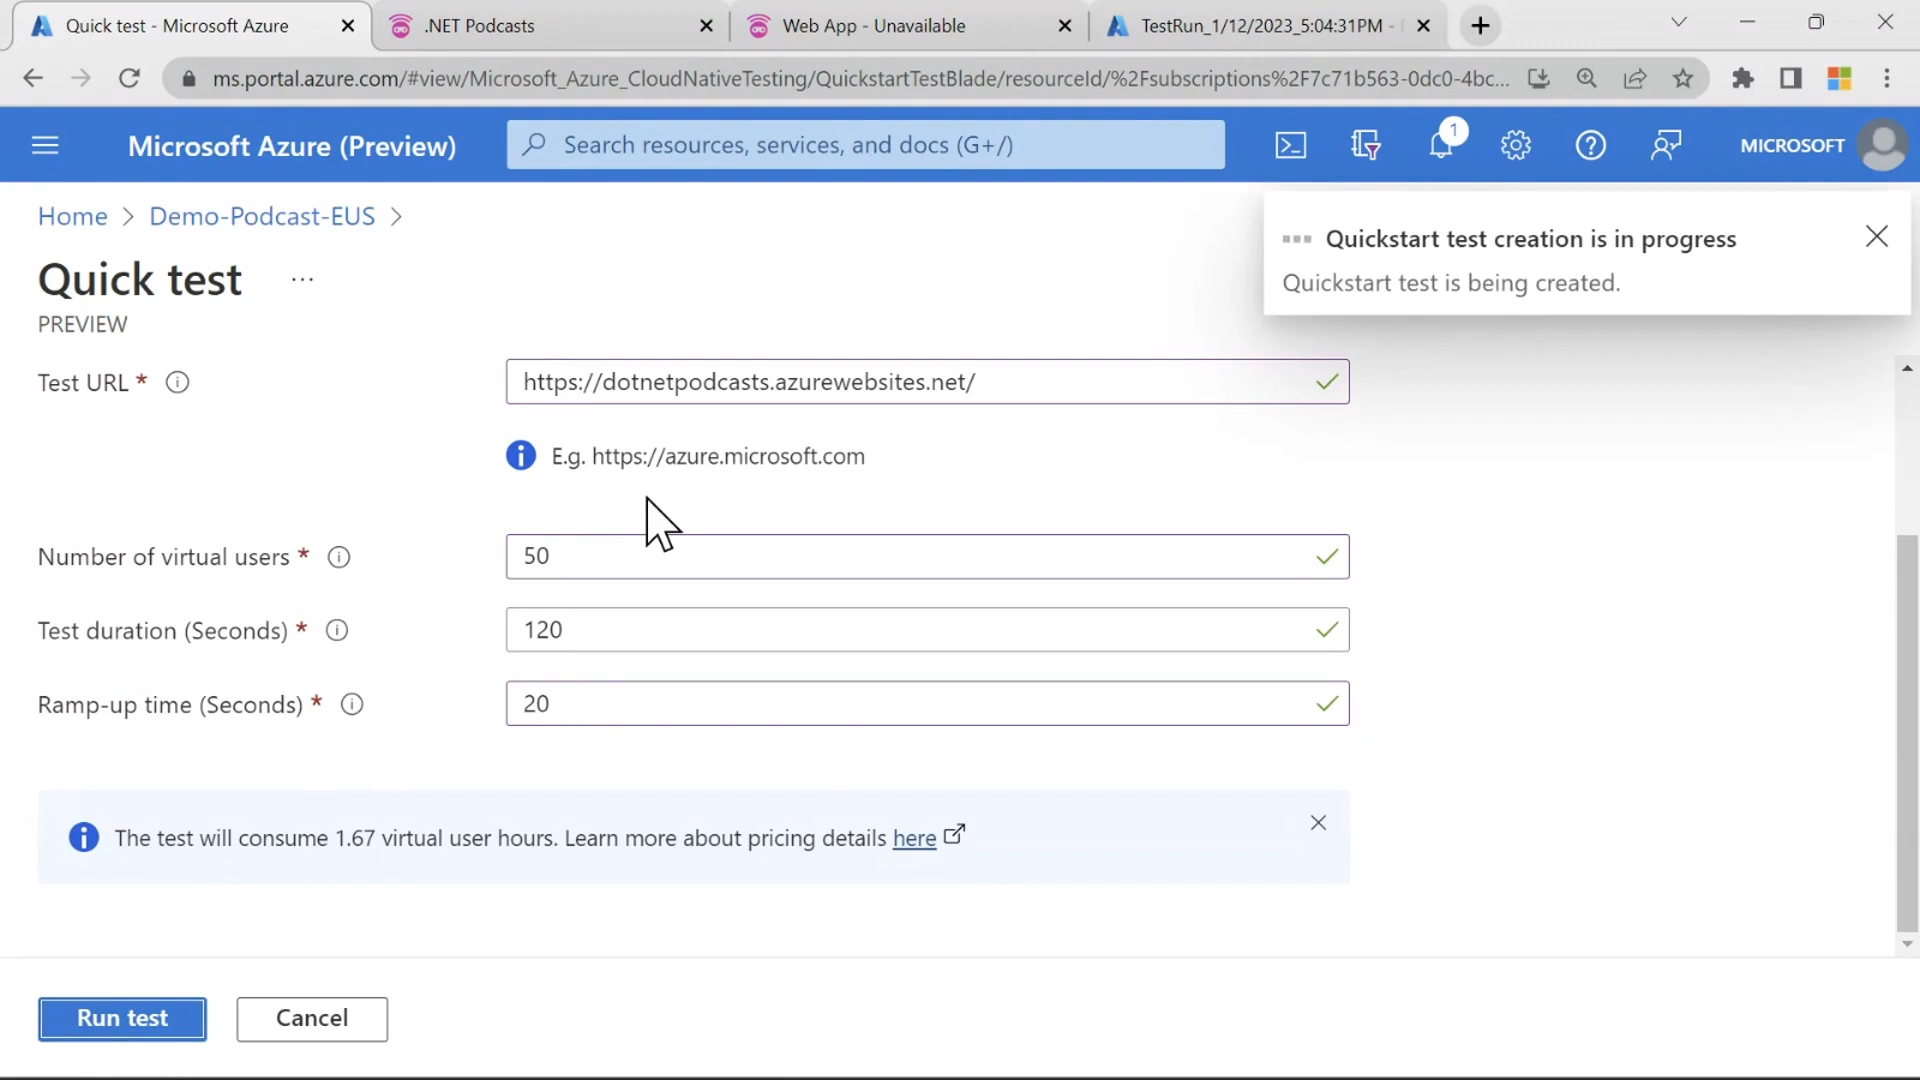 Quick test - Microsoft Azure
.NET Podcasts
Web App - Unavailable
TestRun_1/12/2023_5:04:31PM -
ms.portal.azure.com/#view/Microsoft_Azure_CloudNativeTesting/QuickstartTestBlade/resourceId/%2Fsubscriptions%2F7c71b563-0dc0-4bc...
Microsoft Azure (Preview)
Search resources, services, and docs (G+/)
1
MICROSOFT
Home > Demo-Podcast-EUS >
Quick test ...
PREVIEW
Quickstart test creation is in progress
Quickstart test is being created.
Test URL *
https://dotnetpodcasts.azurewebsites.net/
E.g. https://azure.microsoft.com
Number of virtual users *
50
Test duration (Seconds) *
120
Ramp-up time (Seconds) *
20
The test will consume 1.67 virtual user hours. Learn more about pricing details here
Run test
Cancel